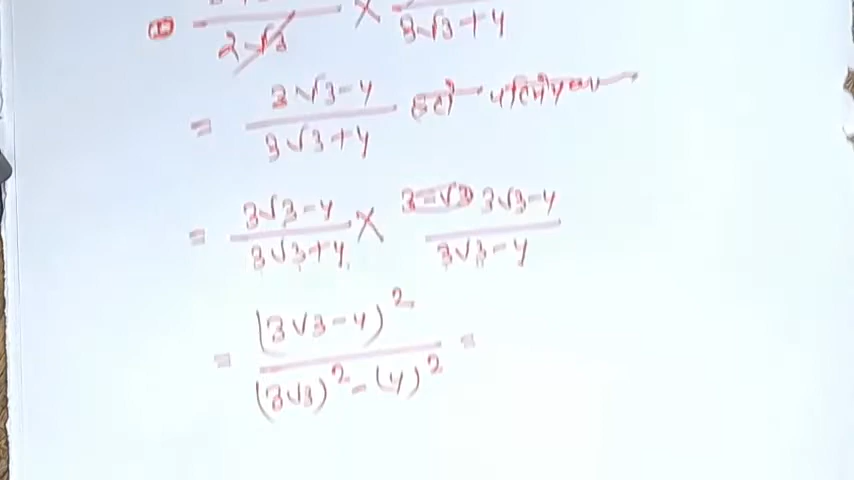 2√3 × 3√3+4
= 3√3-4 / 3√3+4
= 3√3-4 / 3√3+4 × 3√3-4 / 3√3-4
= (3√3-4)² / (3√3)² - (4)² =